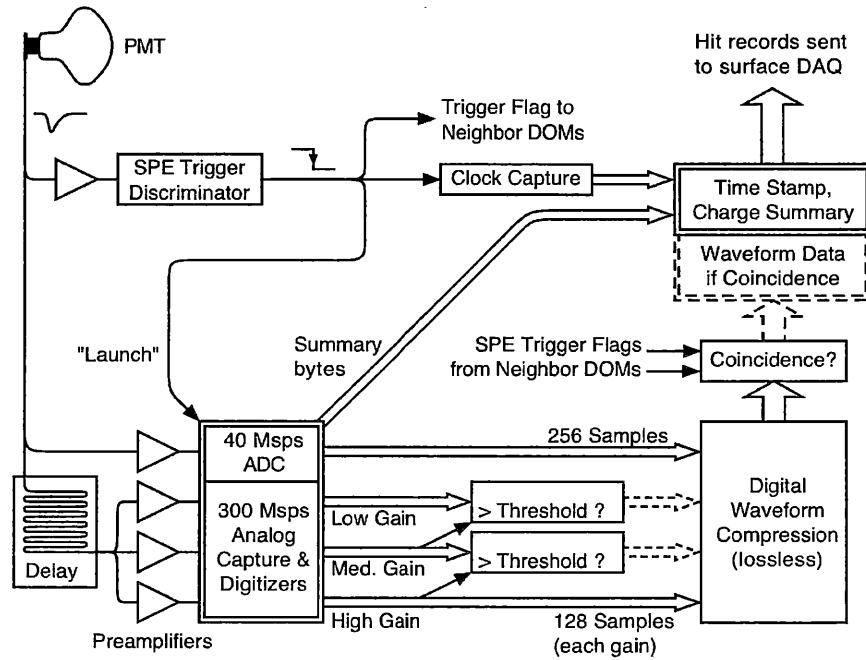 PMT
Hit records sent
to surface DAQ
Trigger Flag to
Neighbor DOMs
SPE Trigger
Discriminator
Clock Capture
Time Stamp,
Charge Summary
Waveform Data
if Coincidence
"Launch"
Summary
bytes
SPE Trigger Flags
from Neighbor DOMs
Coincidence?
40 Msps
ADC
256 Samples
300 Msps
Analog
Capture &
Digitizers
Low Gain
> Threshold ?
Med. Gain
> Threshold ?
High Gain
128 Samples
(each gain)
Digital
Waveform
Compression
(lossless)
Delay
Preamplifiers